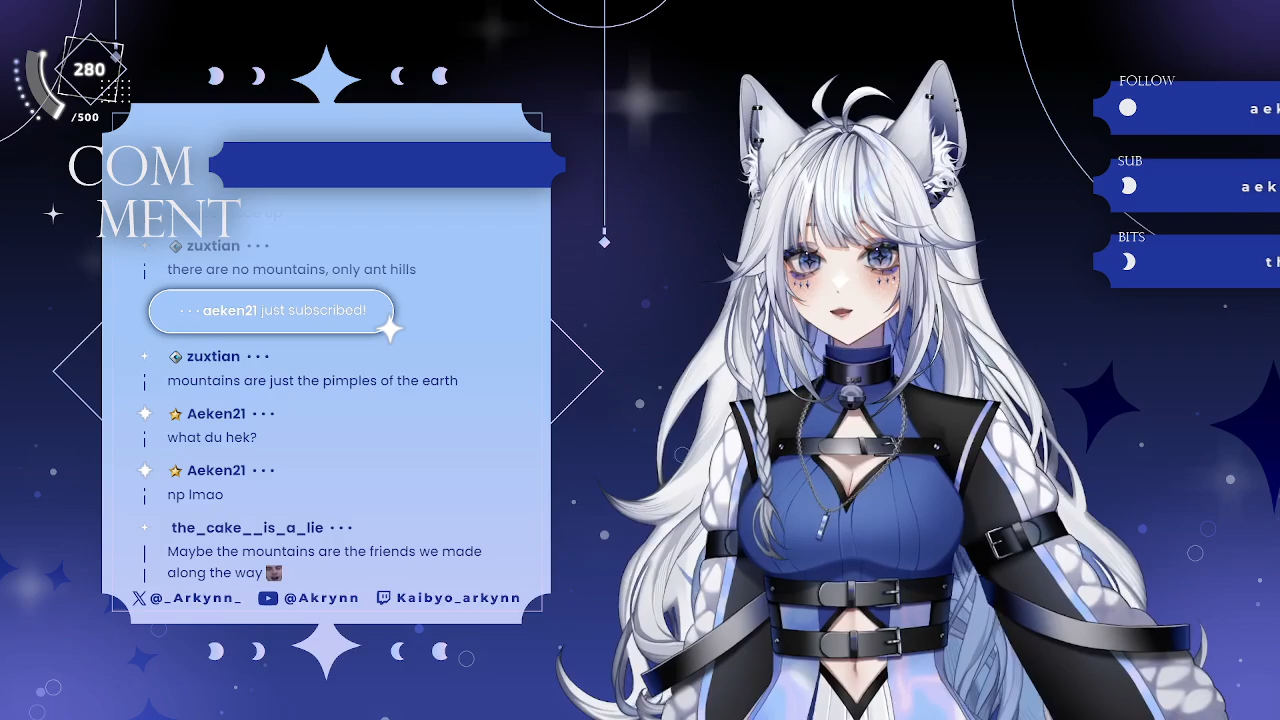 280
/500
COM
MENT
zuxtian
there are no mountains, only ant hills
aeken21 just subscribed!
zuxtian
mountains are just the pimples of the earth
Aeken21
what du hek?
Aeken21
np lmao
the_cake__is_a_lie
Maybe the mountains are the friends we made
along the way
@_Arkynn_ @Akrynn Kaibyo_arkynn
FOLLOW
aek
SUB
aek
BITS
th